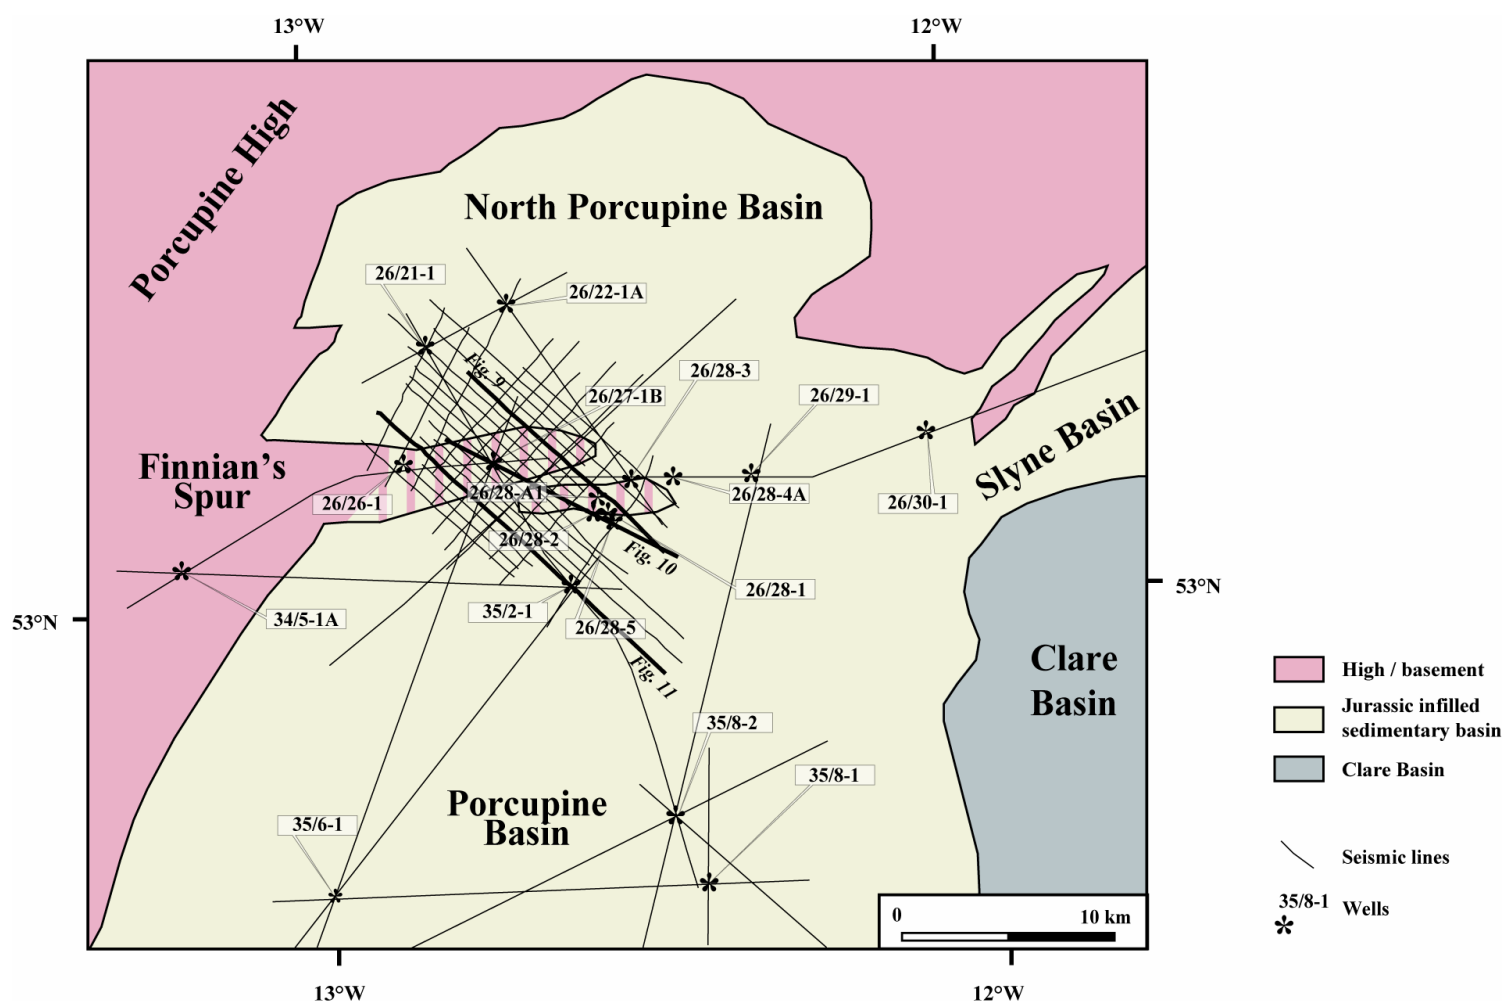 13°W
12°W
Porcupine High
North Porcupine Basin
26/21-1
26/22-1A
Fig. 9
26/28-3
26/27-1B
26/29-1
Finnian’s
Spur
26/26-1
26/28-A1
26/28-4A
26/30-1
Slyne Basin
26/28-2
Fig. 10
26/28-1
53°N
53°N
34/5-1A
35/2-1
26/28-5
Fig. 11
Clare
Basin
35/8-2
35/8-1
35/6-1
Porcupine
Basin
0
10 km
13°W
12°W
High / basement
Jurassic infilled
sedimentary basin
Clare Basin
Seismic lines
35/8-1
Wells